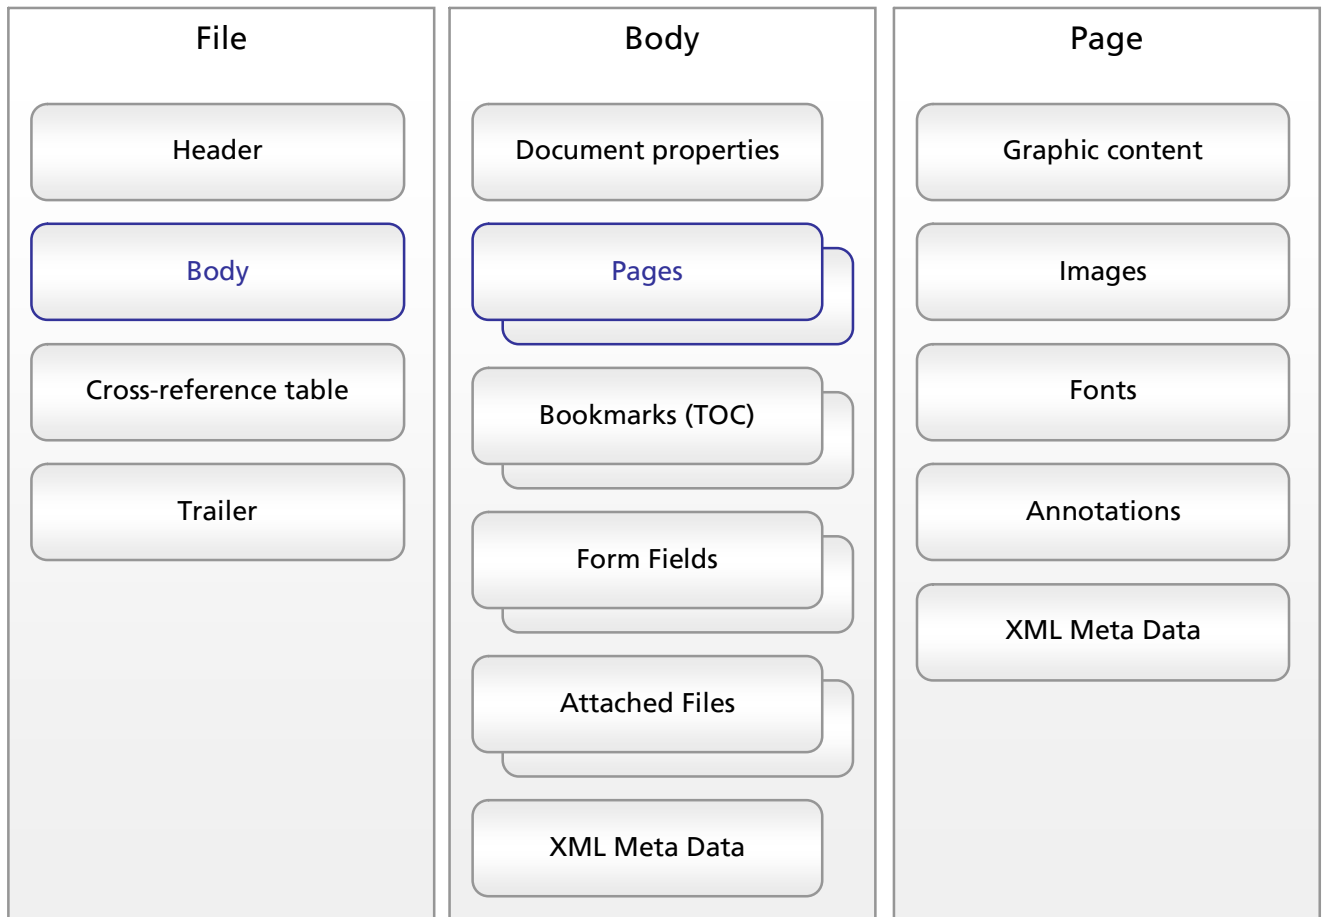 File
Header
Body
Cross-reference table
Trailer
Body
Document properties
Pages
Bookmarks (TOC)
Form Fields
Attached Files
XML Meta Data
Page
Graphic content
Images
Fonts
Annotations
XML Meta Data